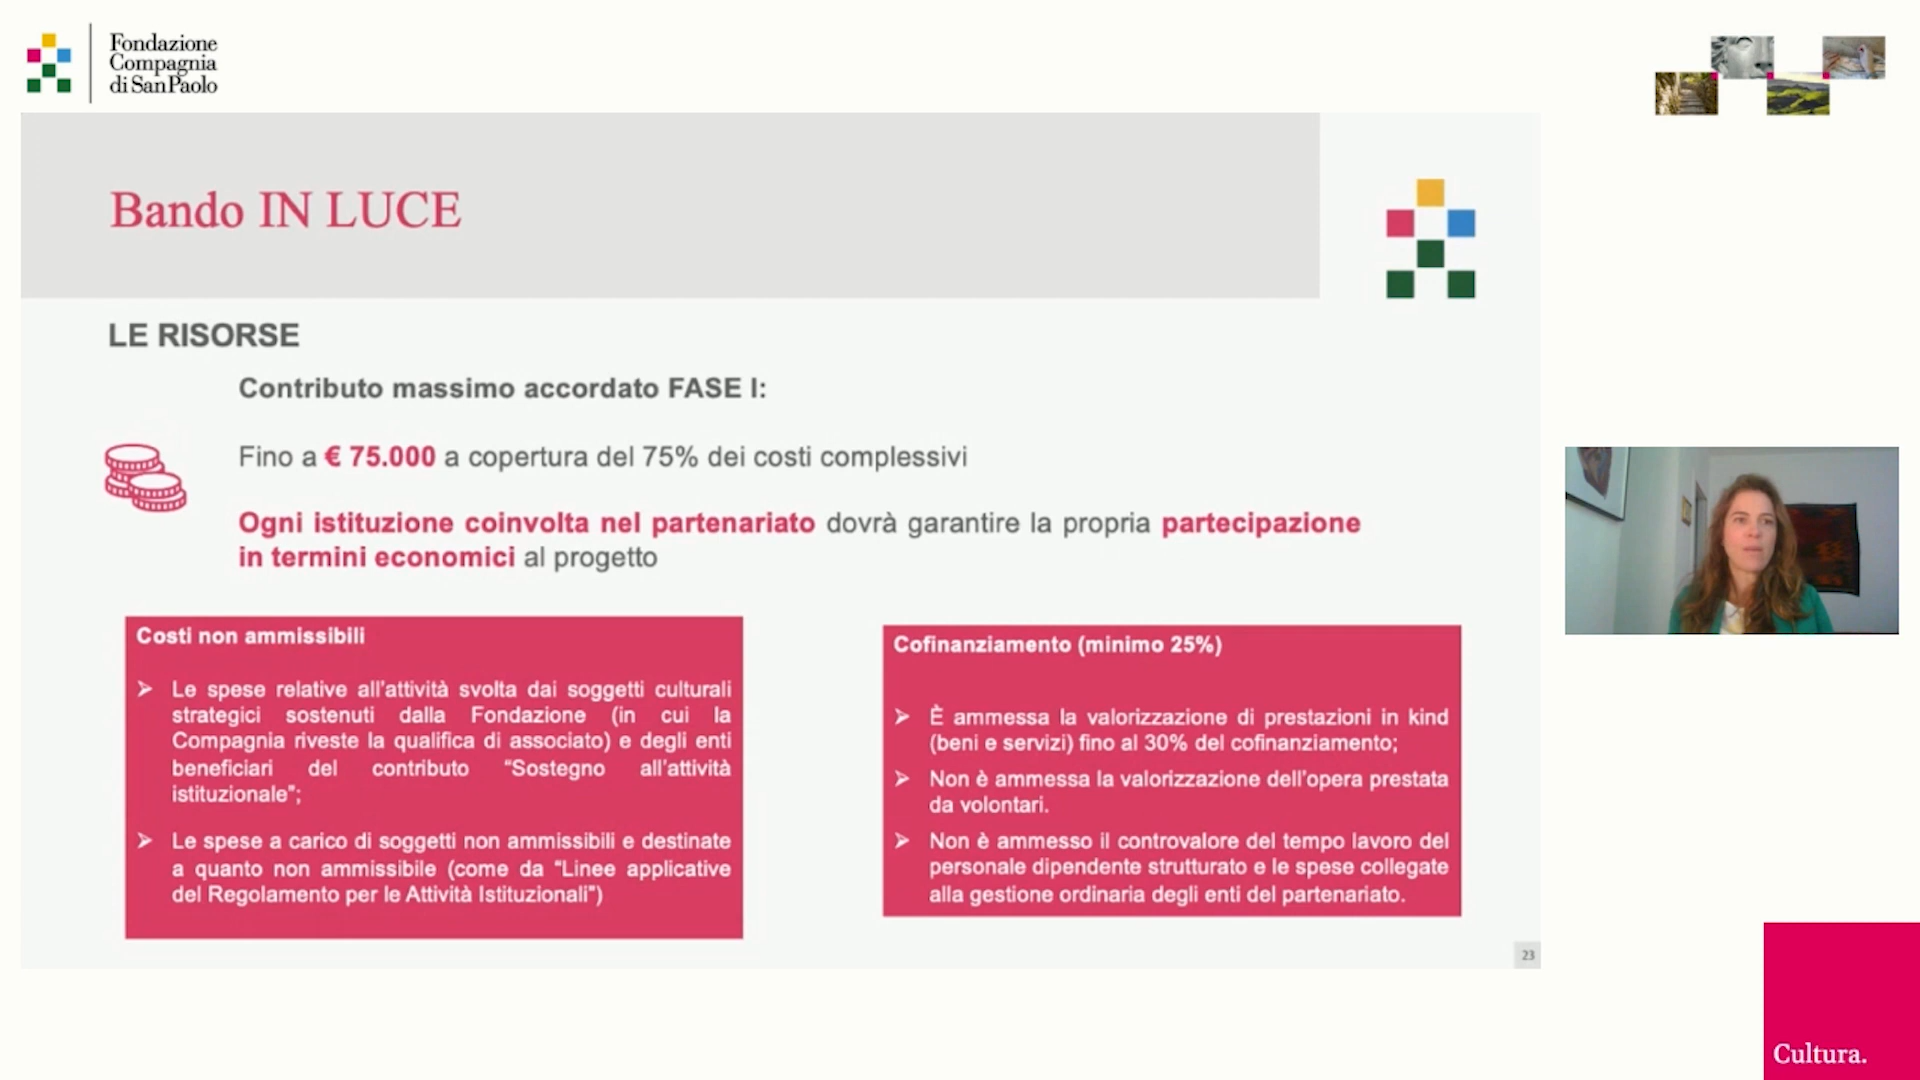 Fondazione
Compagnia
di San Paolo
Bando IN LUCE
LE RISORSE
Contributo massimo accordato FASE I:
Fino a € 75.000 a copertura del 75% dei costi complessivi
Ogni istituzione coinvolta nel partenariato dovrà garantire la propria partecipazione
in termini economici al progetto
Costi non ammissibili
➢ Le spese relative all'attività svolta dai soggetti culturali
strategici sostenuti dalla Fondazione (in cui la
Compagnia riveste la qualifica di associato) e degli enti
beneficiari del contributo "Sostegno all'attività
istituzionale";
➢ Le spese a carico di soggetti non ammissibili e destinate
a quanto non ammissibile (come da "Linee applicative
del Regolamento per le Attività Istituzionali")
Cofinanziamento (minimo 25%)
➢ È ammessa la valorizzazione di prestazioni in kind
(beni e servizi) fino al 30% del cofinanziamento;
➢ Non è ammessa la valorizzazione dell'opera prestata
da volontari.
➢ Non è ammesso il controvalore del tempo lavoro del
personale dipendente strutturato e le spese collegate
alla gestione ordinaria degli enti del partenariato.
23
Cultura.